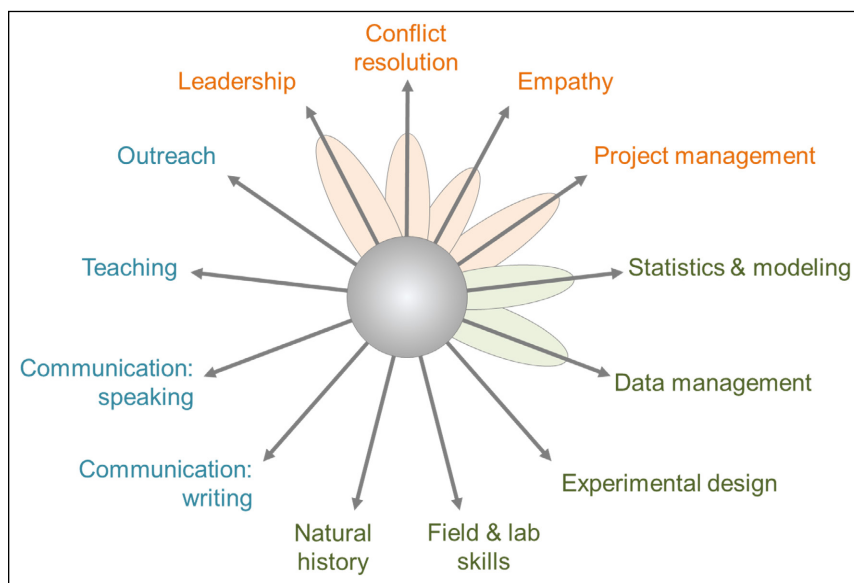 Conflict
resolution
Leadership
Empathy
Outreach
Project management
Teaching
Statistics & modeling
Communication:
speaking
Data management
Communication:
writing
Experimental design
Natural
history
Field & lab
skills